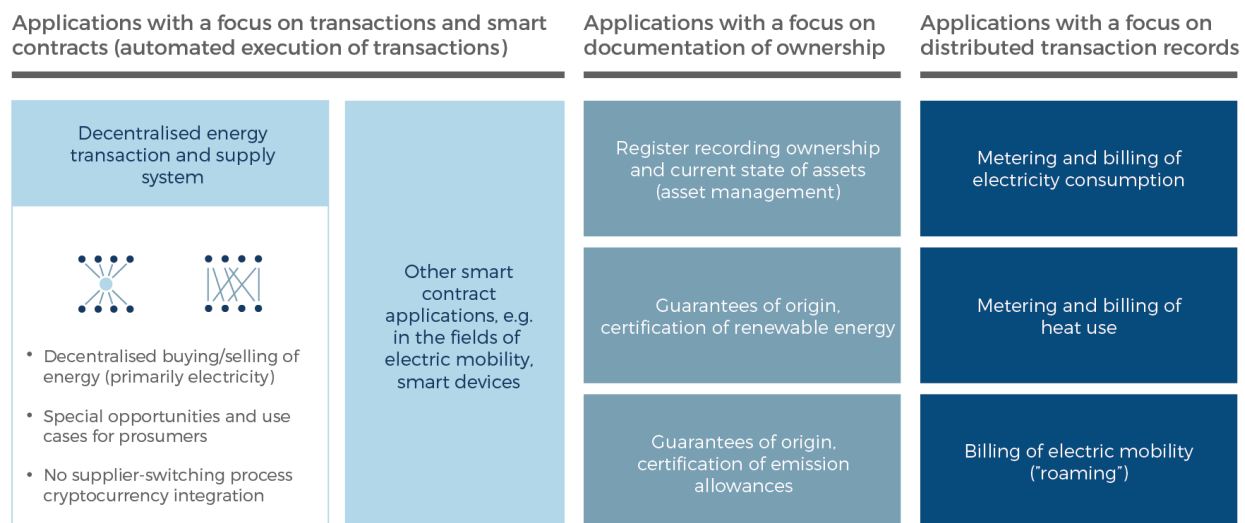 Applications with a focus on transactions and smart
contracts (automated execution of transactions)
Applications with a focus on
documentation of ownership
Applications with a focus on
distributed transaction records
Decentralised energy
transaction and supply
system
• Decentralised buying/selling of
energy (primarily electricity)
• Special opportunities and use
cases for prosumers
• No supplier-switching process
cryptocurrency integration
Other smart
contract
applications, e.g.
in the fields of
electric mobility,
smart devices
Register recording ownership
and current state of assets
(asset management)
Guarantees of origin,
certification of renewable energy
Guarantees of origin,
certification of emission
allowances
Metering and billing of
electricity consumption
Metering and billing of
heat use
Billing of electric mobility
("roaming")